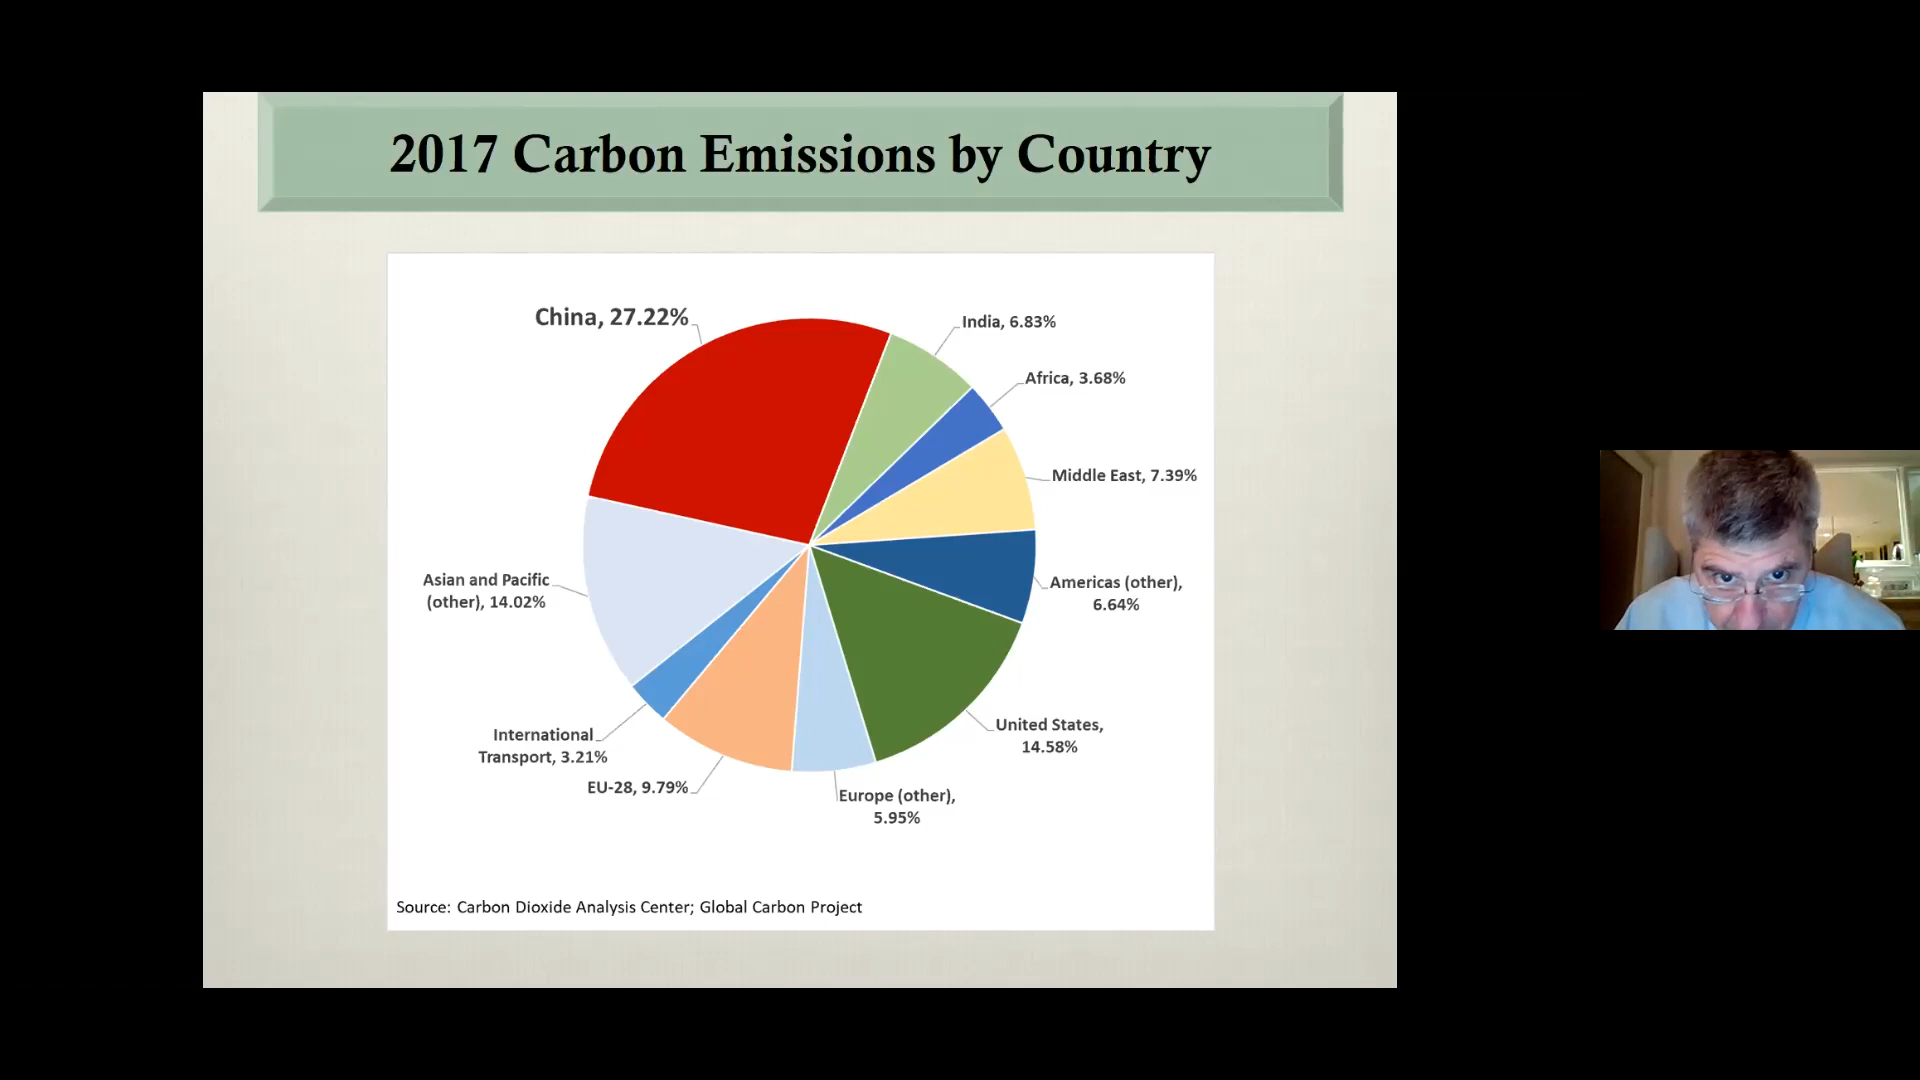 2017 Carbon Emissions by Country
China, 27.22%
India, 6.83%
Africa, 3.68%
Middle East, 7.39%
Americas (other),
6.64%
United States,
14.58%
Europe (other),
5.95%
EU-28, 9.79%
International
Transport, 3.21%
Asian and Pacific
(other), 14.02%
Source: Carbon Dioxide Analysis Center; Global Carbon Project